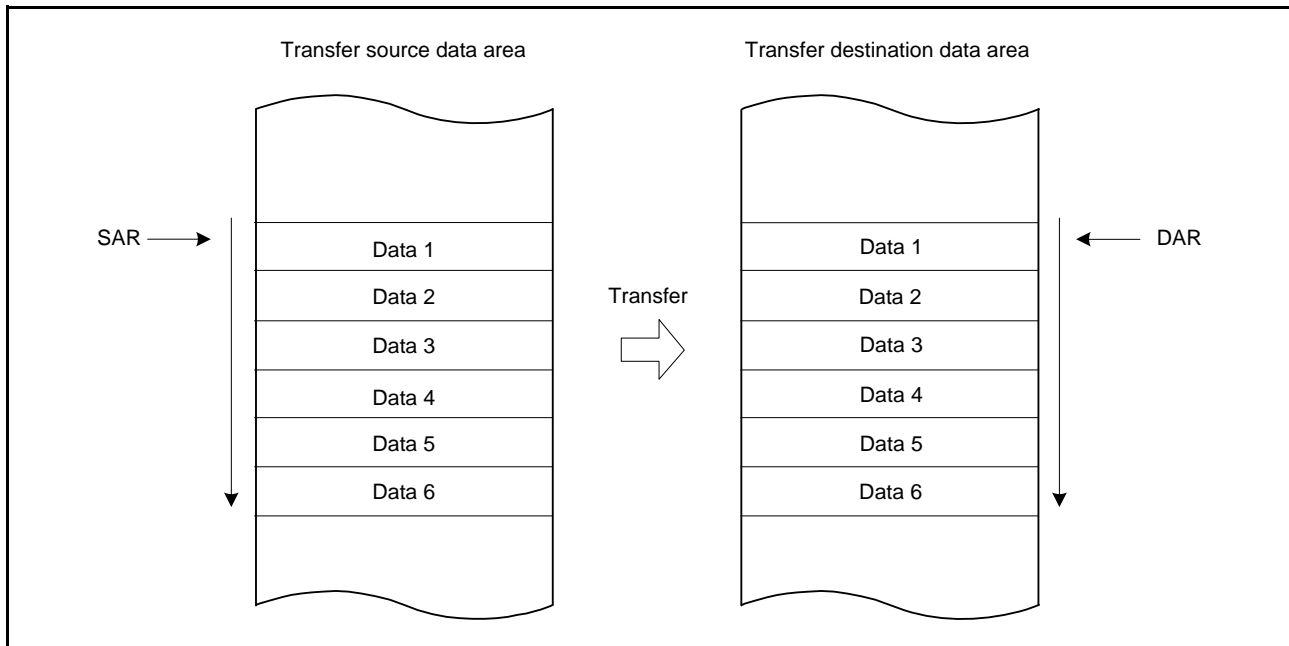 Transfer source data area
Transfer destination data area
SAR
Data 1
Data 1
DAR
Data 2
Transfer
Data 2
Data 3
Data 3
Data 4
Data 4
Data 5
Data 5
Data 6
Data 6